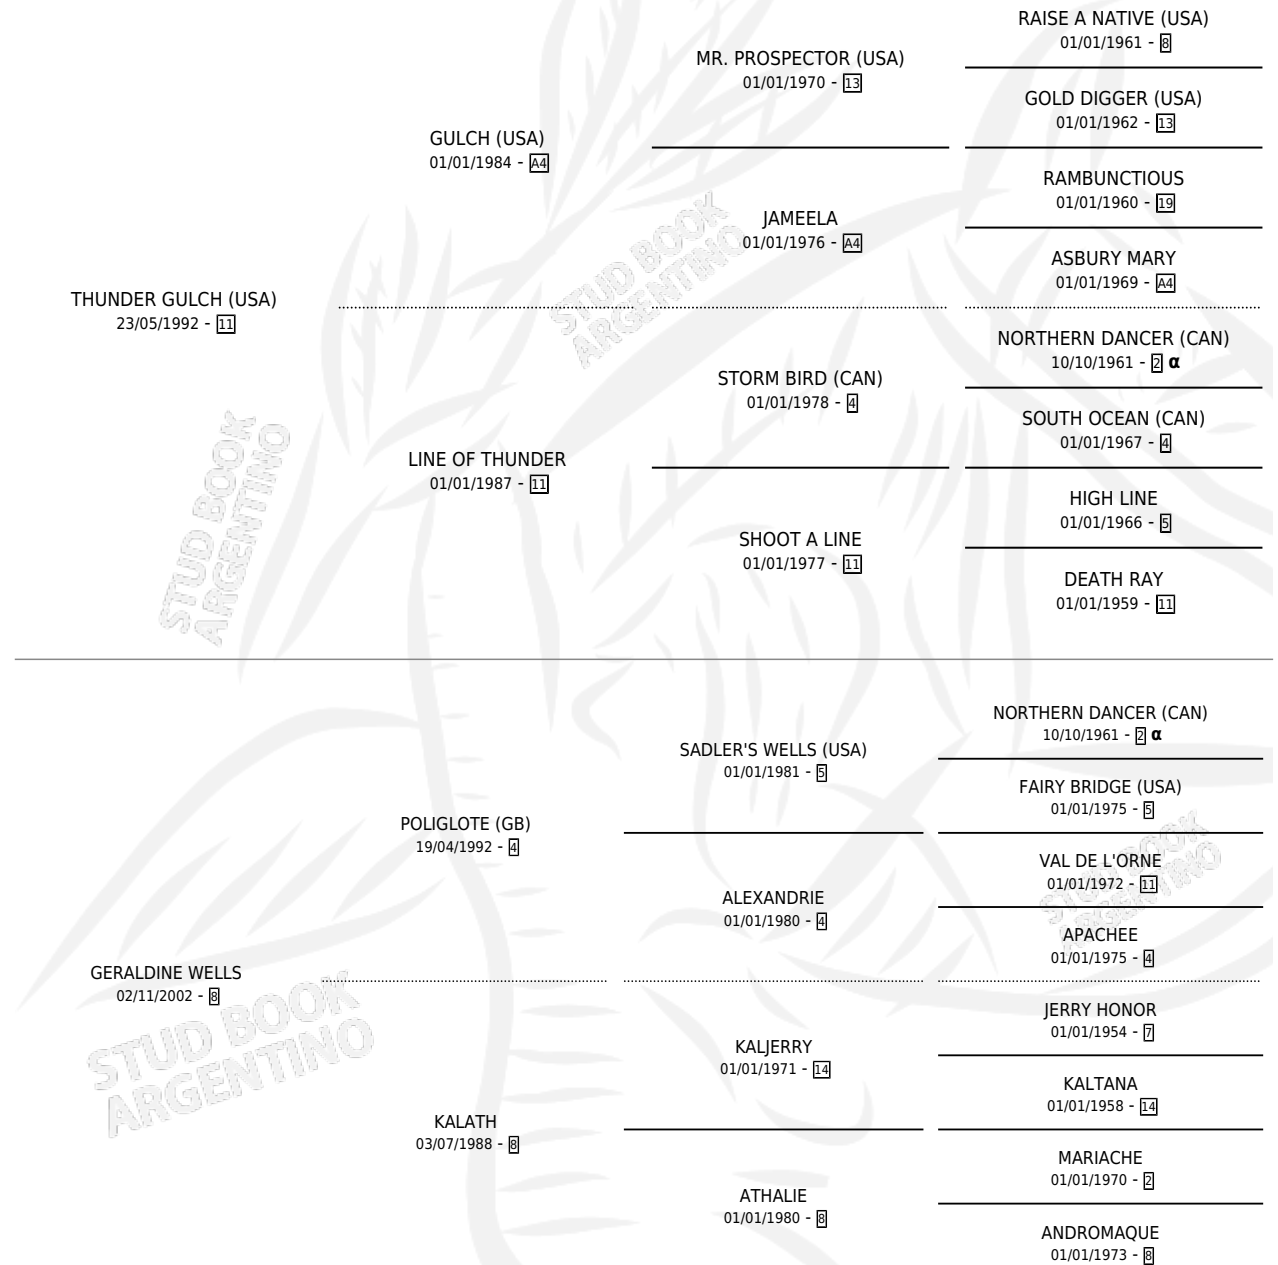 RAISE A NATIVE (USA)
01/01/1961 - 8
MR. PROSPECTOR (USA)
01/01/1970 - 13
GOLD DIGGER (USA)
01/01/1962 - 13
GULCH (USA)
01/01/1984 - A4
RAMBUNCTIOUS
01/01/1960 - 19
JAMEELA
01/01/1976 - A4
ASBURY MARY
01/01/1969 - A4
THUNDER GULCH (USA)
23/05/1992 - 11
NORTHERN DANCER (CAN)
10/10/1961 - 2 α
STORM BIRD (CAN)
01/01/1978 - 4
SOUTH OCEAN (CAN)
01/01/1967 - 4
LINE OF THUNDER
01/01/1987 - 11
HIGH LINE
01/01/1966 - 5
SHOOT A LINE
01/01/1977 - 11
DEATH RAY
01/01/1959 - 11
NORTHERN DANCER (CAN)
10/10/1961 - 2 α
SADLER'S WELLS (USA)
01/01/1981 - 5
FAIRY BRIDGE (USA)
01/01/1975 - 5
POLIGLOTE (GB)
19/04/1992 - 4
VAL DE L'ORNE
01/01/1972 - 11
ALEXANDRIE
01/01/1980 - 4
APACHEE
01/01/1975 - 4
GERALDINE WELLS
02/11/2002 - 8
JERRY HONOR
01/01/1954 - 7
KALJERRY
01/01/1971 - 14
KALTANA
01/01/1958 - 14
KALATH
03/07/1988 - 8
MARIACHE
01/01/1970 - 2
ATHALIE
01/01/1980 - 8
ANDROMAQUE
01/01/1973 - 8
STUD BOOK
ARGENTINO
STUD BOOK
ARGENTINO
STUD BOOK
ARGENTINO
STUD BOOK
ARGENTINO